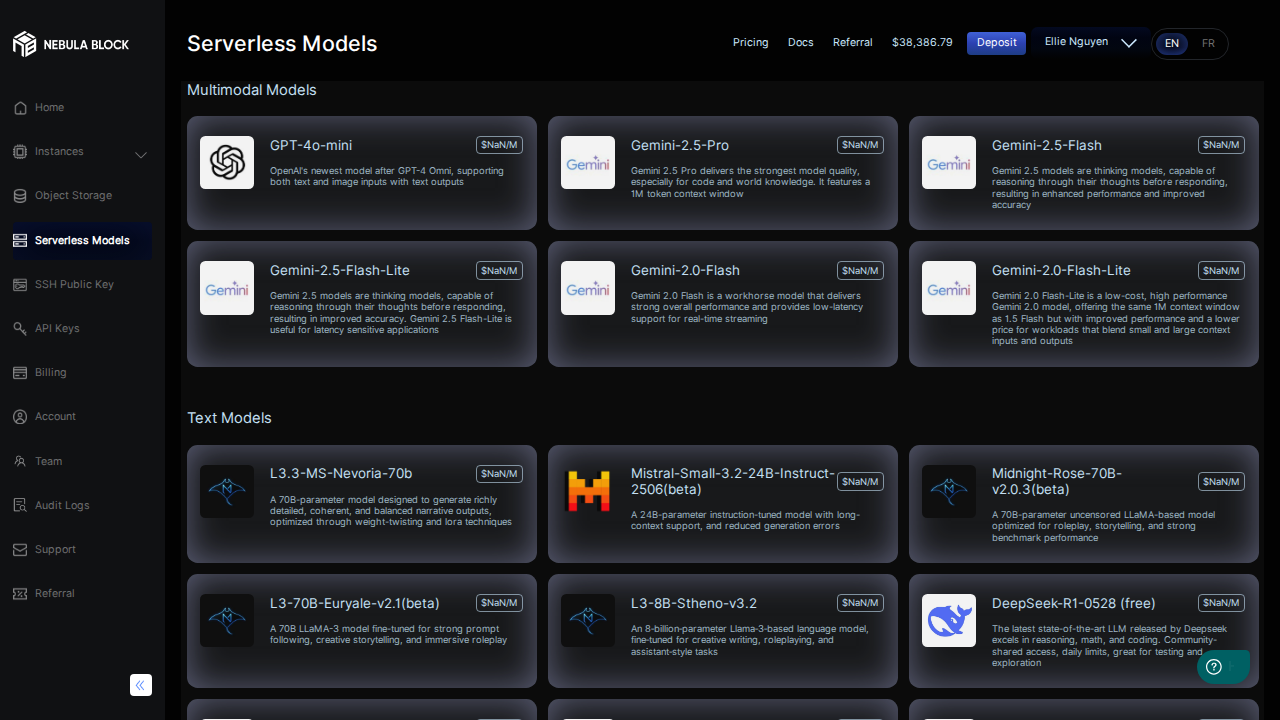 NEBULA BLOCK
Home
Instances
Object Storage
Serverless Models
SSH Public Key
API Keys
Billing
Account
Team
Audit Logs
Support
Referral
Serverless Models
Pricing
Docs
Referral
$38,386.79
Deposit
Ellie Nguyen
EN
FR
Multimodal Models
GPT-4o-mini
$NaN/M
OpenAI's newest model after GPT-4 Omni, supporting
both text and image inputs with text outputs
Gemini
Gemini-2.5-Pro
$NaN/M
Gemini 2.5 Pro delivers the strongest model quality,
especially for code and world knowledge. It features a
1M token context window
Gemini
Gemini-2.5-Flash
$NaN/M
Gemini 2.5 models are thinking models, capable of
reasoning through their thoughts before responding,
resulting in enhanced performance and improved
accuracy
Gemini
Gemini-2.5-Flash-Lite
$NaN/M
Gemini 2.5 models are thinking models, capable of
reasoning through their thoughts before responding,
resulting in improved accuracy. Gemini 2.5 Flash-Lite is
useful for latency sensitive applications
Gemini
Gemini-2.0-Flash
$NaN/M
Gemini 2.0 Flash is a workhorse model that delivers
strong overall performance and provides low-latency
support for real-time streaming
Gemini
Gemini-2.0-Flash-Lite
$NaN/M
Gemini 2.0 Flash-Lite is a low-cost, high performance
Gemini 2.0 model, offering the same 1M context window
as 1.5 Flash but with improved performance and a lower
price for workloads that blend small and large context
inputs and outputs
Text Models
L3.3-MS-Nevoria-70b
$NaN/M
A 70B-parameter model designed to generate richly
detailed, coherent, and balanced narrative outputs,
optimized through weight-twisting and lora techniques
Mistral-Small-3.2-24B-Instruct-
2506(beta)
$NaN/M
A 24B-parameter instruction-tuned model with long-
context support, and reduced generation errors
Midnight-Rose-70B-
v2.0.3(beta)
$NaN/M
A 70B-parameter uncensored LLaMA-based model
optimized for roleplay, storytelling, and strong
benchmark performance
L3-70B-Euryale-v2.1(beta)
$NaN/M
A 70B LLaMA-3 model fine-tuned for strong prompt
following, creative storytelling, and immersive roleplay
L3-8B-Stheno-v3.2
$NaN/M
An 8-billion-parameter Llama-3-based language model,
fine-tuned for creative writing, roleplaying, and
assistant-style tasks
DeepSeek-R1-0528 (free)
$NaN/M
The latest state-of-the-art LLM released by Deepseek
excels in reasoning, math, and coding. Community-
shared access, daily limits, great for testing and
exploration